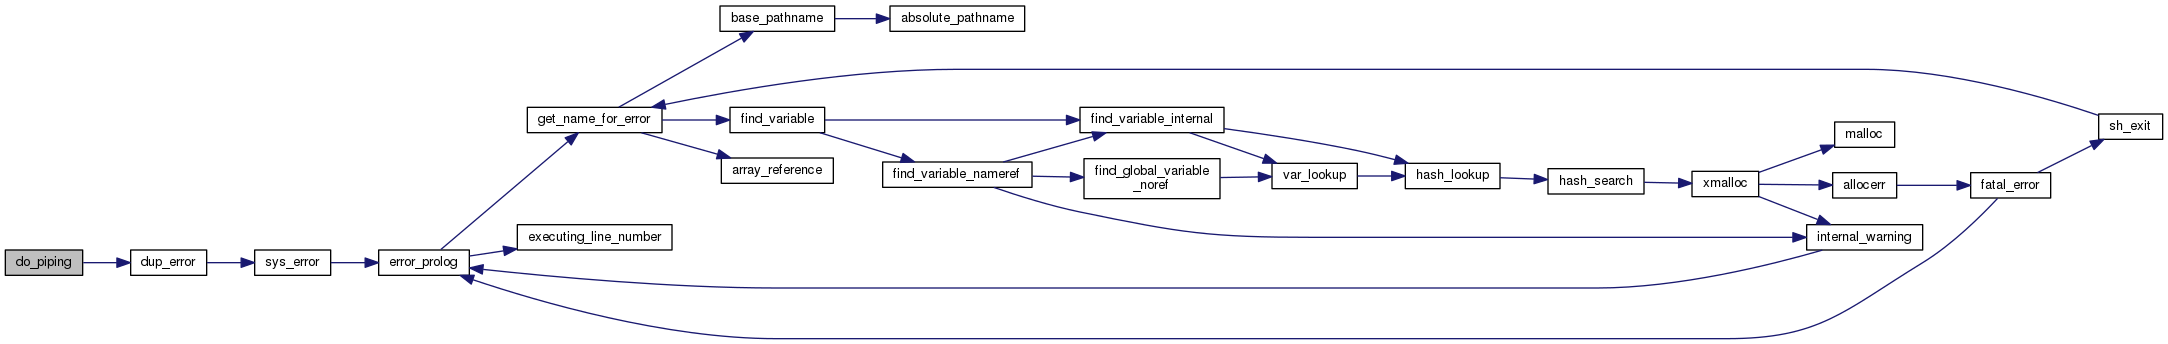 base_pathname
absolute_pathname
get_name_for_error
find_variable
find_variable_internal
malloc
sh_exit
array_reference
find_variable_nameref
find_global_variable
_noref
var_lookup
hash_lookup
hash_search
xmalloc
allocerr
fatal_error
executing_line_number
internal_warning
do_piping
dup_error
sys_error
error_prolog